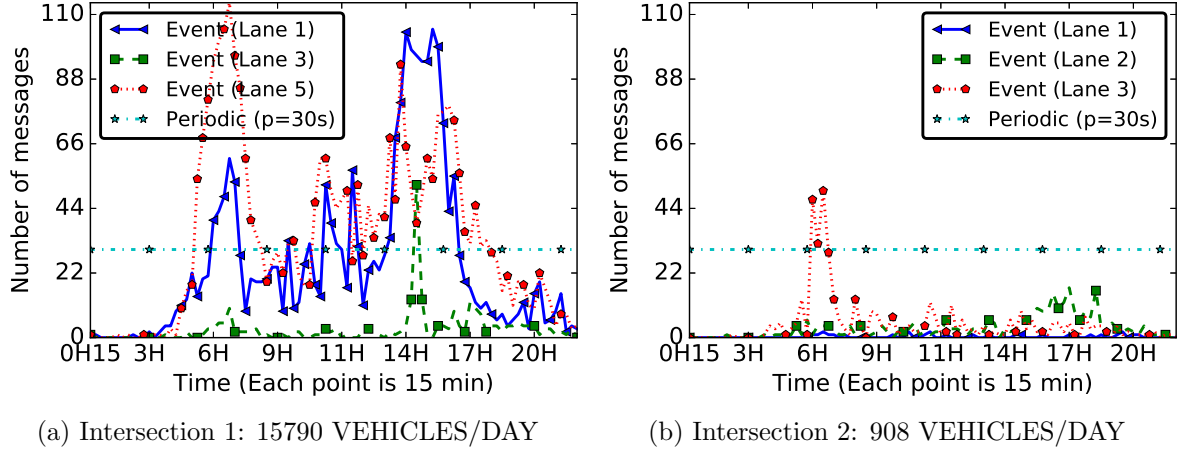 110
88
66
44
22
0
Number of messages
Event (Lane 1)
Event (Lane 3)
Event (Lane 5)
Periodic (p=30s)
0H15 3H 6H 9H 11H 14H 17H 20H
Time (Each point is 15 min)
(a) Intersection 1: 15790 VEHICLES/DAY
110
88
66
44
22
0
Number of messages
Event (Lane 1)
Event (Lane 2)
Event (Lane 3)
Periodic (p=30s)
0H15 3H 6H 9H 11H 14H 17H 20H
Time (Each point is 15 min)
(b) Intersection 2: 908 VEHICLES/DAY